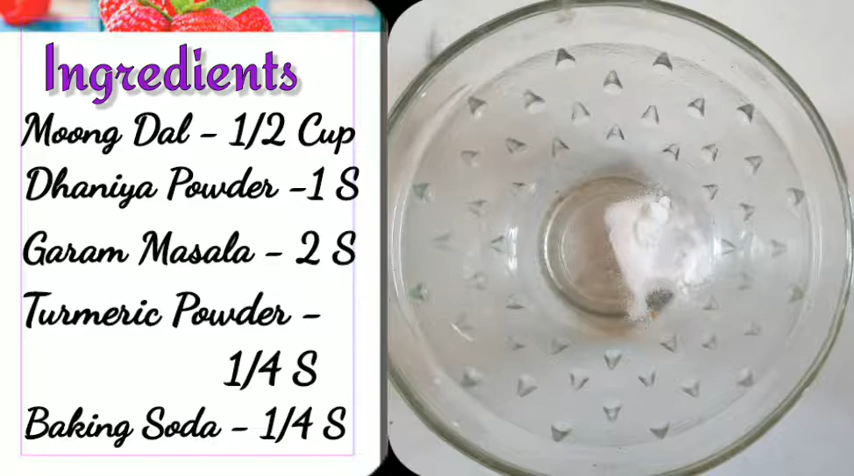 Ingredients
Moong Dal - 1/2 Cup
Dhaniya Powder -1 S
Garam Masala - 2 S
Turmeric Powder -
1/4 S
Baking Soda - 1/4 S